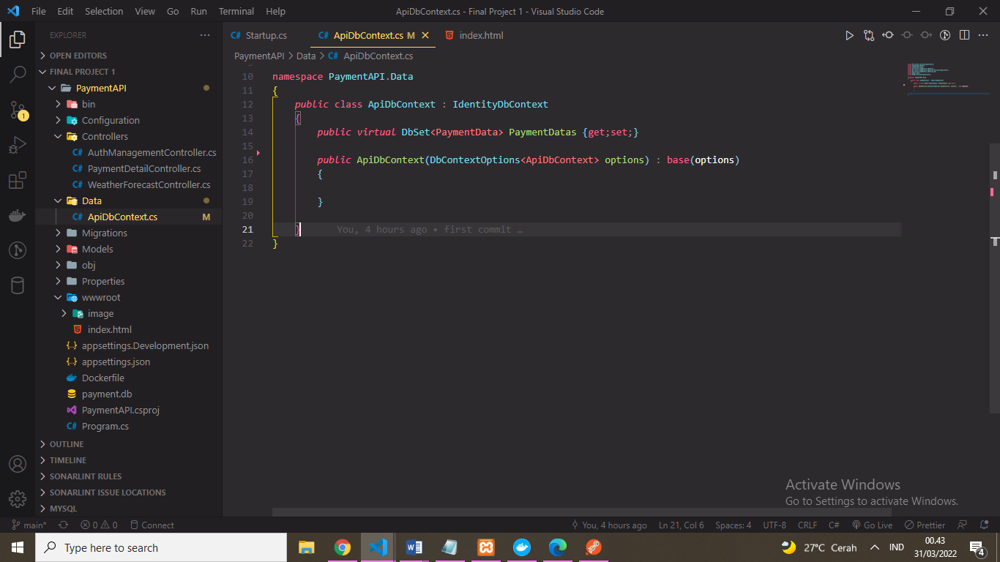 File Edit Selection View Go Run Terminal Help ApiDbContext.cs - Final Project 1 - Visual Studio Code
EXPLORER
OPEN EDITORS
FINAL PROJECT 1
PaymentAPI
bin
Configuration
Controllers
AuthManagementController.cs
PaymentDetailController.cs
WeatherForecastController.cs
Data
ApiDbContext.cs M
Migrations
Models
obj
Properties
wwwroot
image
index.html
appsettings.Development.json
appsettings.json
Dockerfile
payment.db
PaymentAPI.csproj
Program.cs
OUTLINE
TIMELINE
SONARLINT RULES
SONARLINT ISSUE LOCATIONS
MYSQL
1
C# Startup.cs C# ApiDbContext.cs M index.html
PaymentAPI > Data > C# ApiDbContext.cs
10 namespace PaymentAPI.Data
11 {
12 public class ApiDbContext : IdentityDbContext
13 {
14 public virtual DbSet<PaymentData> PaymentDatas {get;set;}
15
16 public ApiDbContext(DbContextOptions<ApiDbContext> options) : base(options)
17 {
18
19 }
20
21 } You, 4 hours ago • first commit …
22 }
Activate Windows
Go to Settings to activate Windows.
main* 0 0 Connect You, 4 hours ago Ln 21, Col 6 Spaces: 4 UTF-8 CRLF C# Go Live Prettier
Type here to search 27°C Cerah IND 00.43
31/03/2022 4